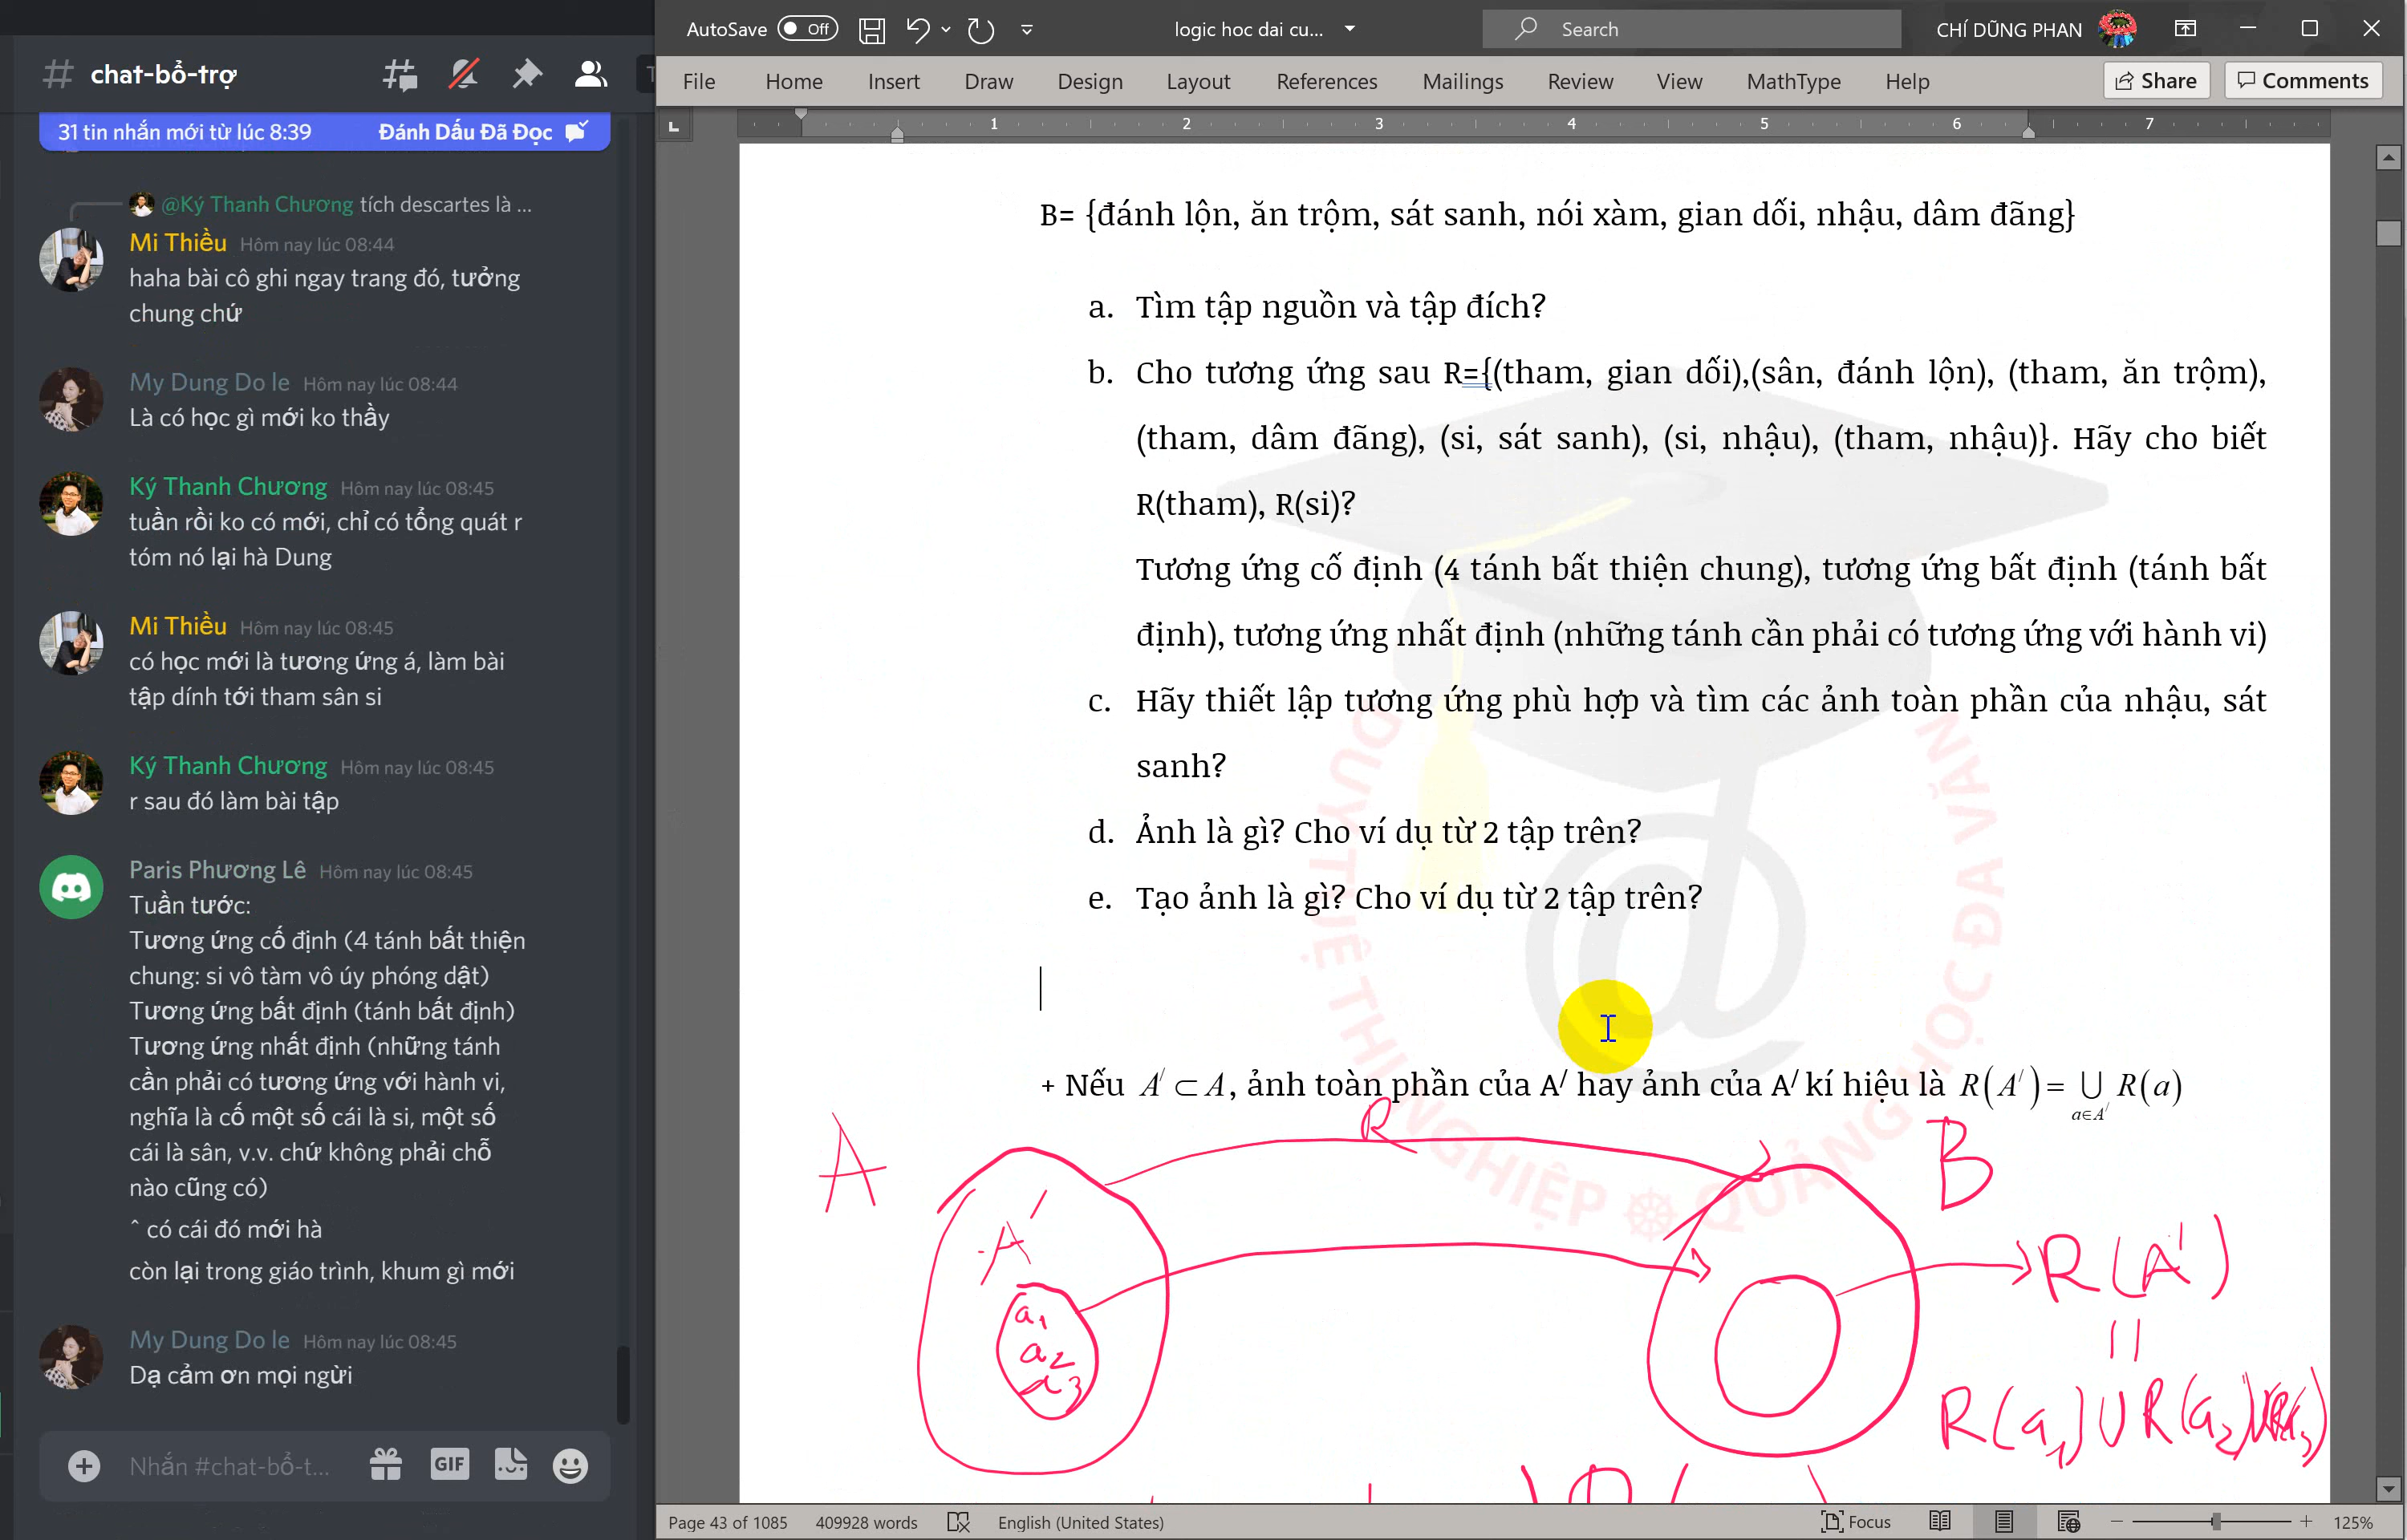 # chat-bổ-trợ
31 tin nhắn mới từ lúc 8:39 Đánh Dấu Đã Đọc
@Ký Thanh Chương tích descartes là ...
Mi Thiều Hôm nay lúc 08:44
haha bài cô ghi ngay trang đó, tưởng
chung chứ
My Dung Do le Hôm nay lúc 08:44
Là có học gì mới ko thầy
Ký Thanh Chương Hôm nay lúc 08:45
tuần rồi ko có mới, chỉ có tổng quát r
tóm nó lại hà Dung
Mi Thiều Hôm nay lúc 08:45
có học mới là tương ứng á, làm bài
tập dính tới tham sân si
Ký Thanh Chương Hôm nay lúc 08:45
r sau đó làm bài tập
Paris Phương Lê Hôm nay lúc 08:45
Tuần tước:
Tương ứng cố định (4 tánh bất thiện
chung: si vô tàm vô úy phóng dật)
Tương ứng bất định (tánh bất định)
Tương ứng nhất định (những tánh
cần phải có tương ứng với hành vi,
nghĩa là cố một số cái là si, một số
cái là sân, v.v. chứ không phải chỗ
nào cũng có)
ˆ có cái đó mới hà
còn lại trong giáo trình, khum gì mới
My Dung Do le Hôm nay lúc 08:45
Dạ cảm ơn mọi ngừi
Nhắn #chat-bổ-t...
GIF
AutoSave Off
logic hoc dai cu...
Search
CHÍ DŨNG PHAN
File Home Insert Draw Design Layout References Mailings Review View MathType Help
Share Comments
1 2 3 4 5 6 7
B= {đánh lộn, ăn trộm, sát sanh, nói xàm, gian dối, nhậu, dâm đãng}
a. Tìm tập nguồn và tập đích?
b. Cho tương ứng sau R={(tham, gian dối),(sân, đánh lộn), (tham, ăn trộm),
(tham, dâm đãng), (si, sát sanh), (si, nhậu), (tham, nhậu)}. Hãy cho biết
R(tham), R(si)?
Tương ứng cố định (4 tánh bất thiện chung), tương ứng bất định (tánh bất
định), tương ứng nhất định (những tánh cần phải có tương ứng với hành vi)
c. Hãy thiết lập tương ứng phù hợp và tìm các ảnh toàn phần của nhậu, sát
sanh?
d. Ảnh là gì? Cho ví dụ từ 2 tập trên?
e. Tạo ảnh là gì? Cho ví dụ từ 2 tập trên?
DUY TUỆ THỊ NGHIỆP QUẢNG HỌC ĐA VĂN
@
+ Nếu A/ ⊂ A, ảnh toàn phần của A/ hay ảnh của A/ kí hiệu là R(A/) = ∪ R(a)
a∈A/
R
A
B
A'
a1
a2
a3
R(A')
=
R(a1) ∪ R(a2)
Page 43 of 1085 409928 words English (United States) Focus 125%